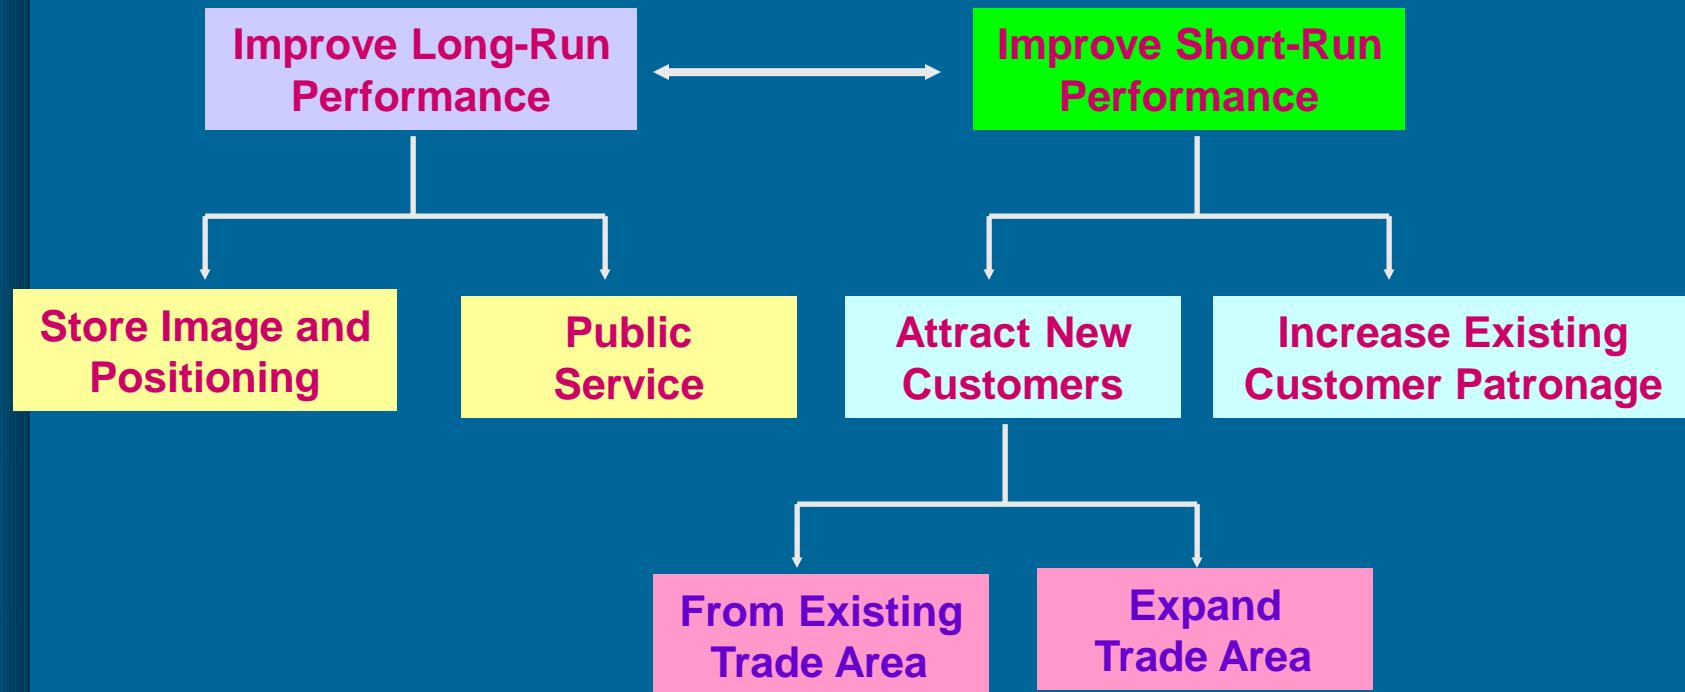 Improve Long-Run
Performance
Improve Short-Run
Performance
Store Image and
Positioning
Public
Service
Attract New
Customers
Increase Existing
Customer Patronage
From Existing
Trade Area
Expand
Trade Area